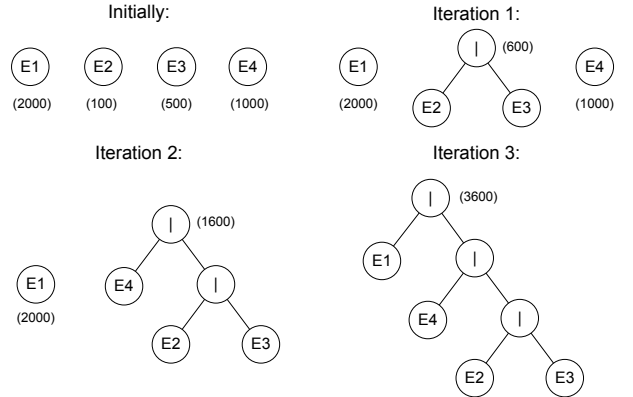 Initially:
E1 E2 E3 E4
(2000) (100) (500) (1000)
Iteration 1:
| (600)
E1 E4
(2000) (1000)
E2 E3
Iteration 2:
| (1600)
E1 E4 |
(2000)
E2 E3
Iteration 3:
| (3600)
E1 |
E4 |
E2 E3